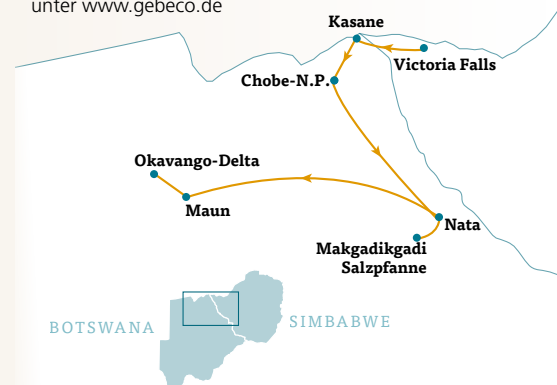 unter www.gebeco.de
Kasane
Victoria Falls
Chobe-N.P.
Okavango-Delta
Maun
Nata
Makgadikgadi
Salzpfanne
BOTSWANA
SIMBABWE